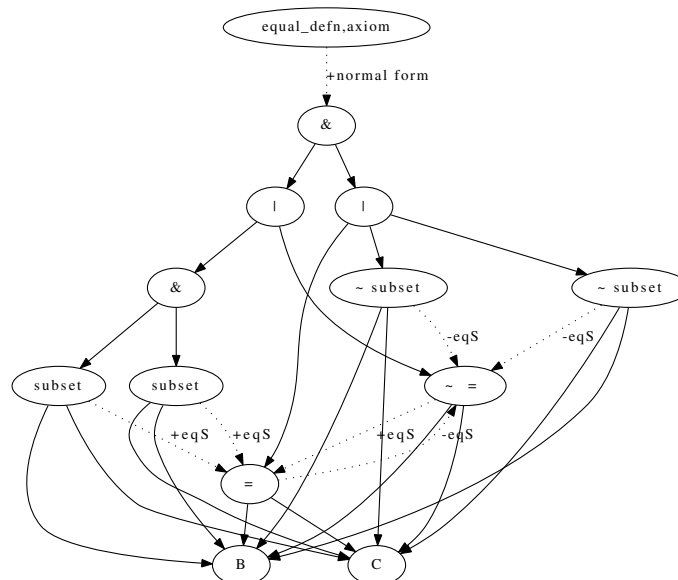 equal_defn,axiom
+normal form
&
| |
& ~ subset ~ subset
-eqS -eqS
subset subset ~ =
+eqS +eqS +eqS -eqS
=
B C